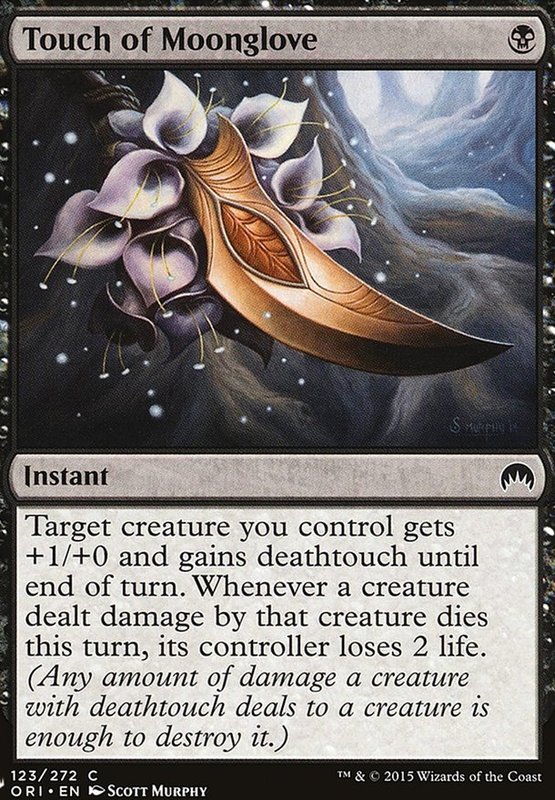 Touch of Moonglove
S MURPHY 14
Instant
Target creature you control gets
+1/+0 and gains deathtouch until
end of turn. Whenever a creature
dealt damage by that creature dies
this turn, its controller loses 2 life.
(Any amount of damage a creature
with deathtouch deals to a creature is
enough to destroy it.)
123/272 C
ORI • EN Scott Murphy
™ & © 2015 Wizards of the Coast